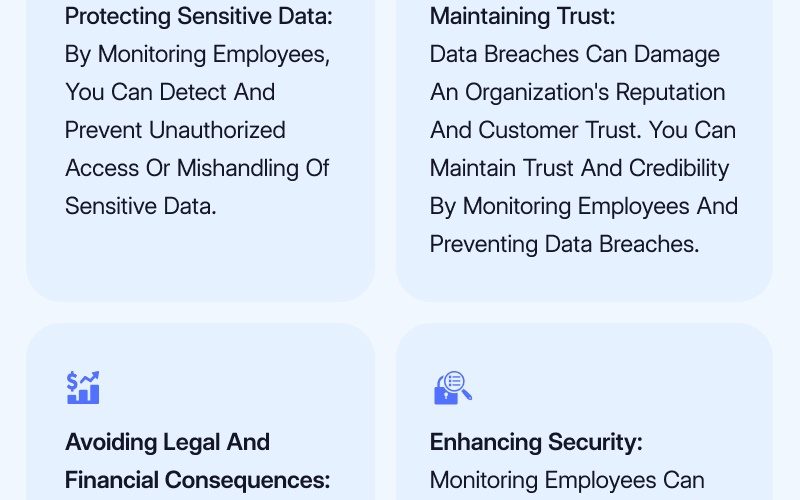 Protecting Sensitive Data:
By Monitoring Employees,
You Can Detect And
Prevent Unauthorized
Access Or Mishandling Of
Sensitive Data.
Maintaining Trust:
Data Breaches Can Damage
An Organization's Reputation
And Customer Trust. You Can
Maintain Trust And Credibility
By Monitoring Employees And
Preventing Data Breaches.
$
Avoiding Legal And
Financial Consequences:
Enhancing Security:
Monitoring Employees Can